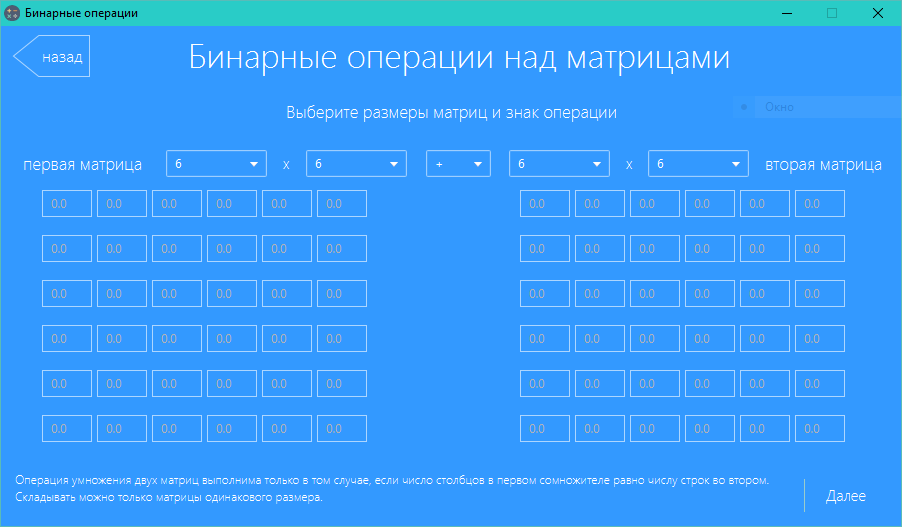 Бинарные операции
назад
Бинарные операции над матрицами
Выберите размеры матриц и знак операции
Окно
первая матрица 6 x 6 + 6 x 6 вторая матрица
0.0 0.0 0.0 0.0 0.0 0.0 0.0 0.0 0.0 0.0 0.0 0.0
0.0 0.0 0.0 0.0 0.0 0.0 0.0 0.0 0.0 0.0 0.0 0.0
0.0 0.0 0.0 0.0 0.0 0.0 0.0 0.0 0.0 0.0 0.0 0.0
0.0 0.0 0.0 0.0 0.0 0.0 0.0 0.0 0.0 0.0 0.0 0.0
0.0 0.0 0.0 0.0 0.0 0.0 0.0 0.0 0.0 0.0 0.0 0.0
0.0 0.0 0.0 0.0 0.0 0.0 0.0 0.0 0.0 0.0 0.0 0.0
Операция умножения двух матриц выполнима только в том случае, если число столбцов в первом сомножителе равно числу строк во втором.
Складывать можно только матрицы одинакового размера.
Далее